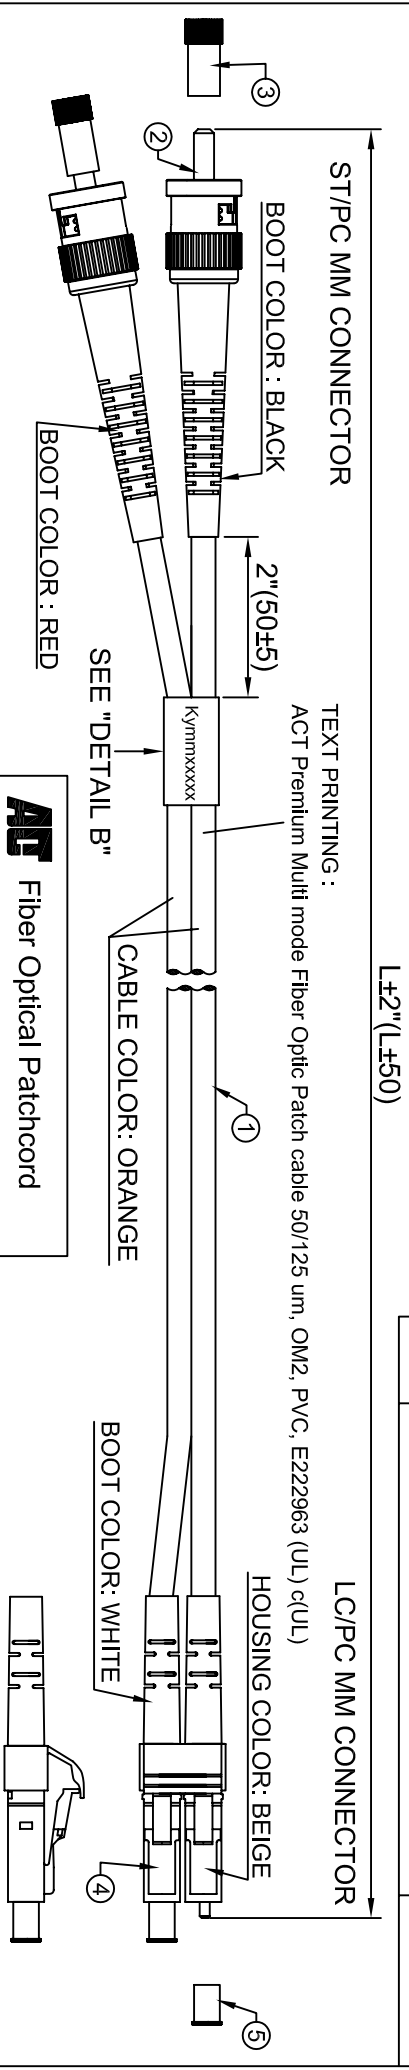 L±2"(L±50)
ST/PC MM CONNECTOR
LC/PC MM CONNECTOR
TEXT PRINTING :
ACT Premium Multi mode Fiber Optic Patch cable 50/125 um, OM2, PVC, E222963 (UL) c(UL)
3
2
BOOT COLOR : BLACK
2"(50±5)
1
HOUSING COLOR: BEIGE
5
Kymmxxxxx
BOOT COLOR : RED
SEE "DETAIL B"
CABLE COLOR: ORANGE
BOOT COLOR: WHITE
4
ACT Fiber Optical Patchcord